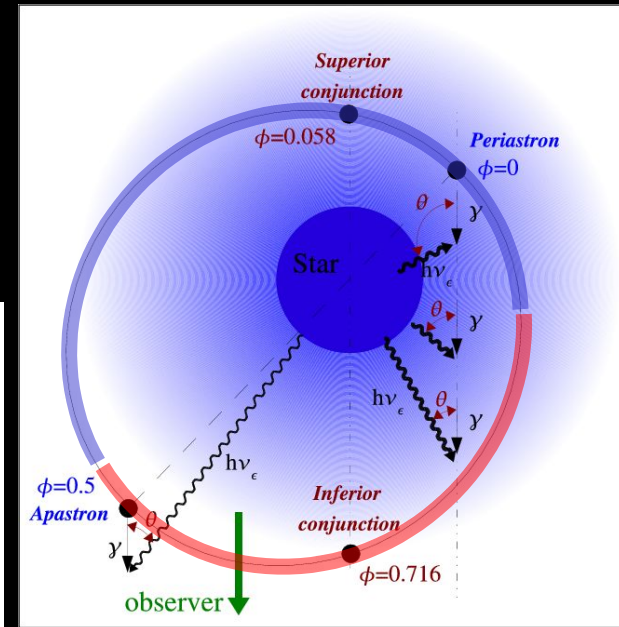 Superior
conjunction
ϕ=0.058
Periastron
ϕ=0
θ
γ
Star
hν_ϵ
θ
γ
hν_ϵ
θ
γ
hν_ϵ
ϕ=0.5
Apastron
θ
γ
Inferior
conjunction
ϕ=0.716
observer